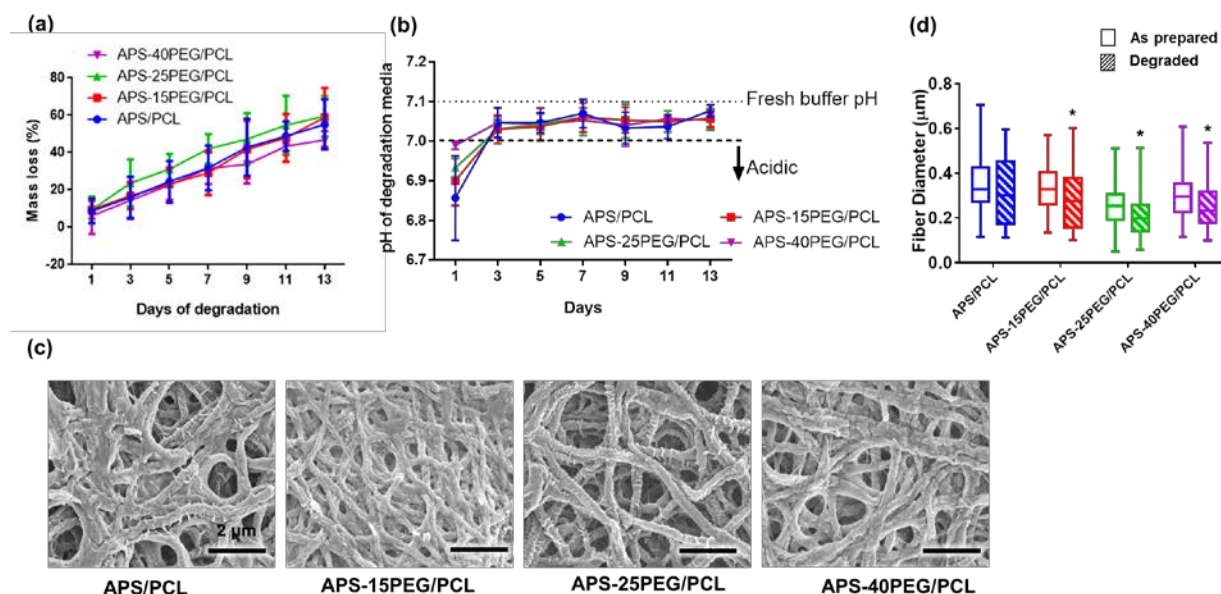 (a)
APS-40PEG/PCL
APS-25PEG/PCL
APS-15PEG/PCL
APS/PCL
Mass loss (%)
80
60
40
20
0
-20
1 3 5 7 9 11 13
Days of degradation
(b)
pH of degradation media
7.2
7.1
7.0
6.9
6.8
6.7
Fresh buffer pH
Acidic
APS/PCL
APS-15PEG/PCL
APS-25PEG/PCL
APS-40PEG/PCL
1 3 5 7 9 11 13
Days
(d)
As prepared
Degraded
Fiber Diameter (μm)
0.8
0.6
0.4
0.2
0.0
* * *
APS/PCL
APS-15PEG/PCL
APS-25PEG/PCL
APS-40PEG/PCL
(c)
2 μm
APS/PCL
APS-15PEG/PCL
APS-25PEG/PCL
APS-40PEG/PCL